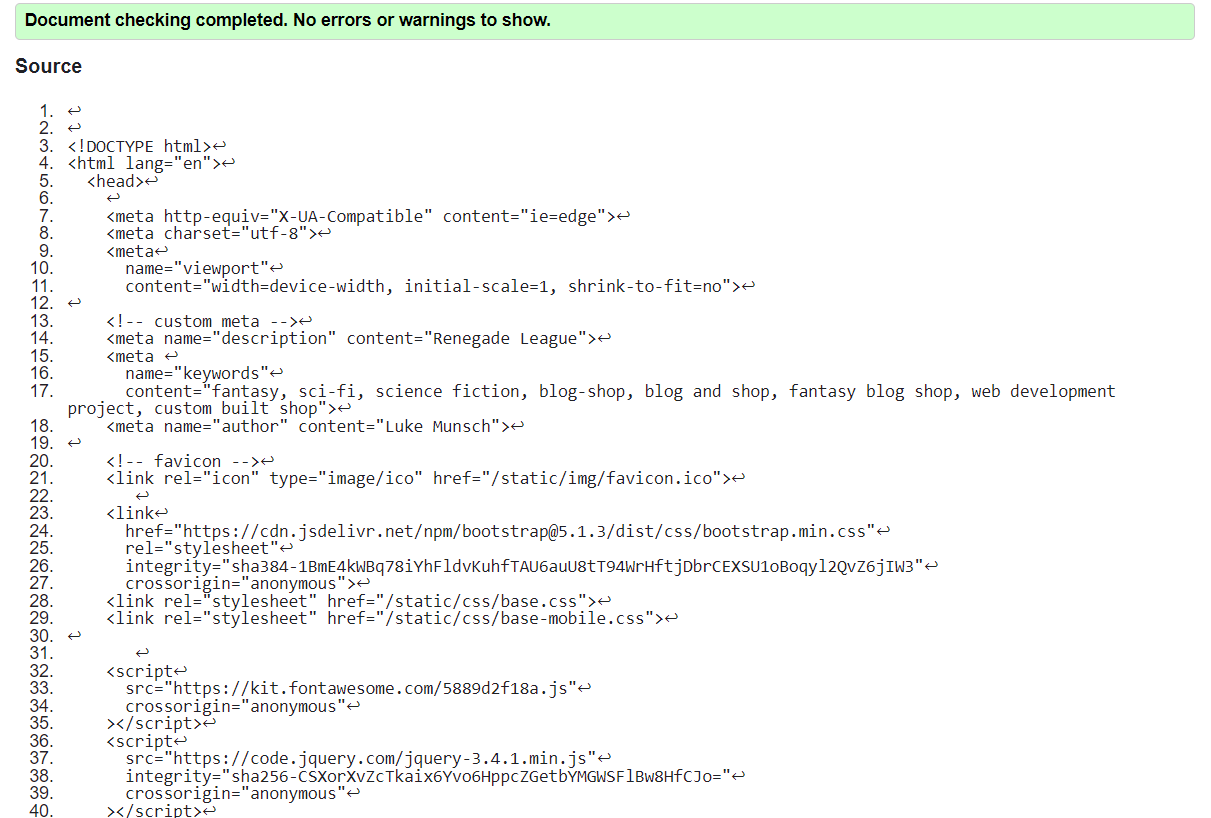 Document checking completed. No errors or warnings to show.
Source
1. ↩
2. ↩
3. <!DOCTYPE html>↩
4. <html lang="en">↩
5.   <head>↩
6.     ↩
7.     <meta http-equiv="X-UA-Compatible" content="ie=edge">↩
8.     <meta charset="utf-8">↩
9.     <meta↩
10.       name="viewport"↩
11.       content="width=device-width, initial-scale=1, shrink-to-fit=no">↩
12. ↩
13.     <!-- custom meta -->↩
14.     <meta name="description" content="Renegade League">↩
15.     <meta ↩
16.       name="keywords"↩
17.       content="fantasy, sci-fi, science fiction, blog-shop, blog and shop, fantasy blog shop, web development
project, custom built shop">↩
18.     <meta name="author" content="Luke Munsch">↩
19. ↩
20.     <!-- favicon -->↩
21.     <link rel="icon" type="image/ico" href="/static/img/favicon.ico">↩
22.        ↩
23.     <link↩
24.       href="https://cdn.jsdelivr.net/npm/bootstrap@5.1.3/dist/css/bootstrap.min.css"↩
25.       rel="stylesheet"↩
26.       integrity="sha384-1BmE4kWBq78iYhFldvKuhfTAU6auU8tT94WrHftjDbrCEXSU1oBoqyl2QvZ6jIW3"↩
27.       crossorigin="anonymous">↩
28.     <link rel="stylesheet" href="/static/css/base.css">↩
29.     <link rel="stylesheet" href="/static/css/base-mobile.css">↩
30. ↩
31.        ↩
32.     <script↩
33.       src="https://kit.fontawesome.com/5889d2f18a.js"↩
34.       crossorigin="anonymous"↩
35.     ></script>↩
36.     <script↩
37.       src="https://code.jquery.com/jquery-3.4.1.min.js"↩
38.       integrity="sha256-CSXorXvZcTkaix6Yvo6HppcZGetbYMGWSFlBw8HfCJo="↩
39.       crossorigin="anonymous"↩
40.     ></script>↩